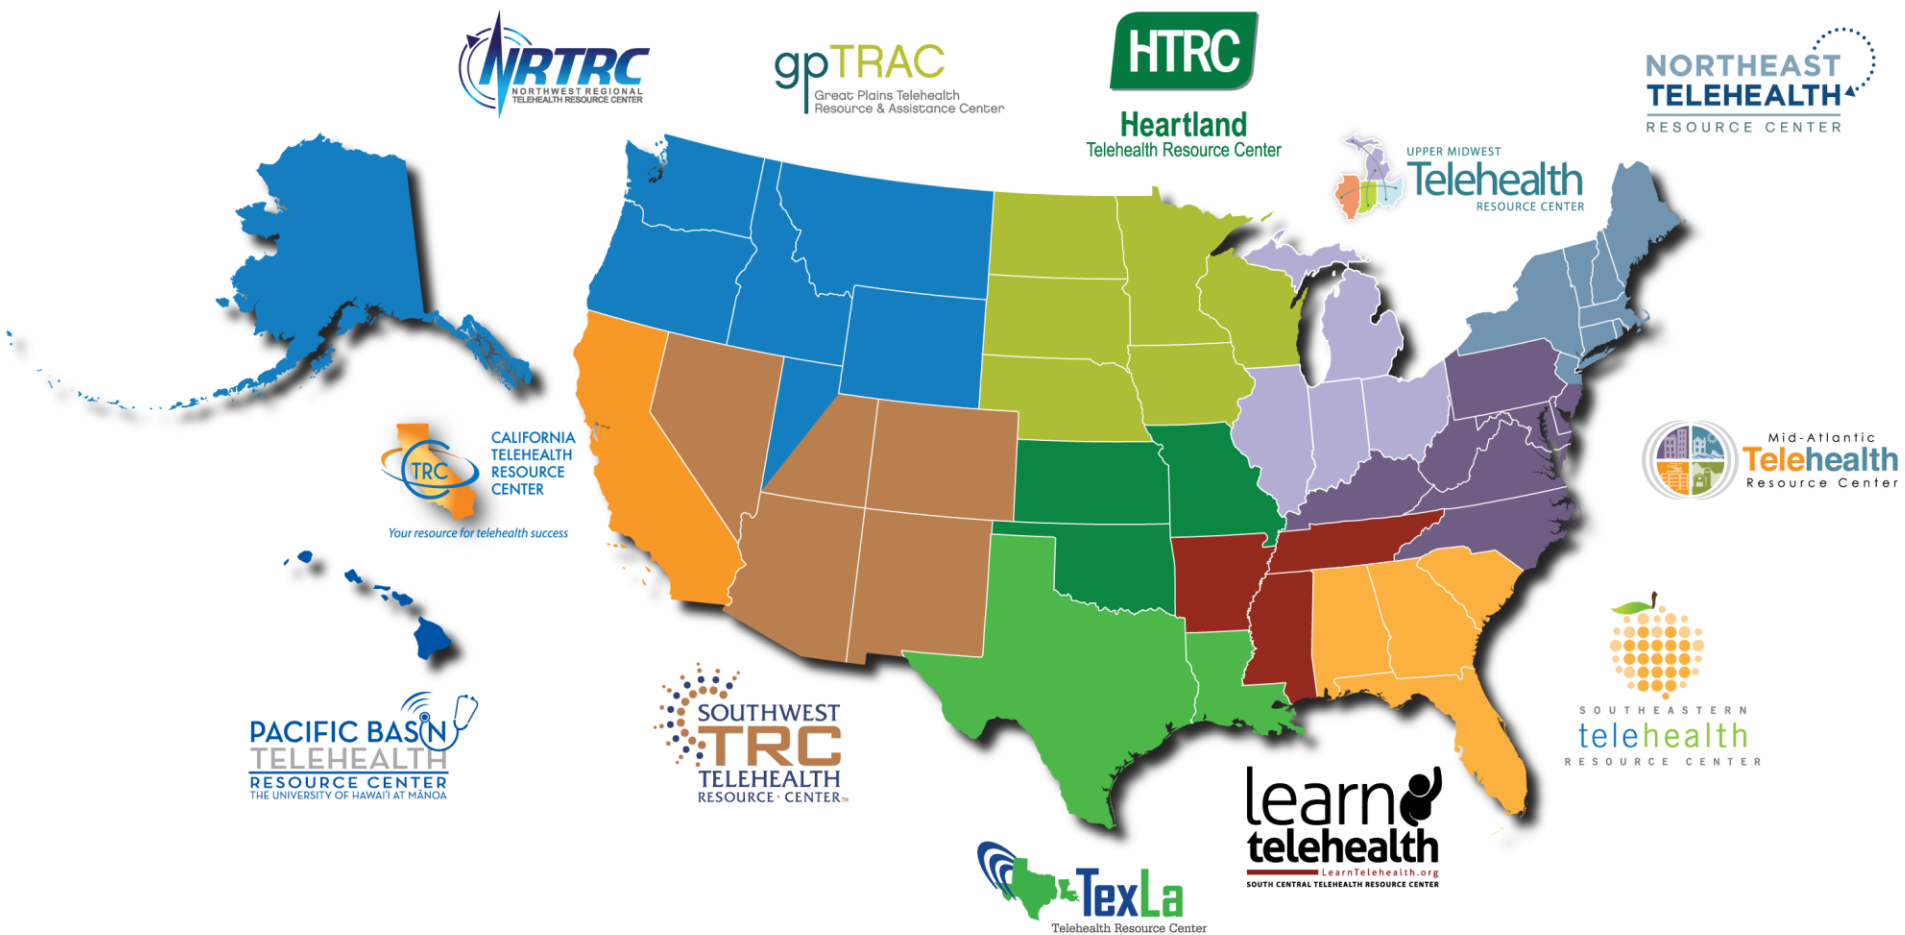 NRTRC
NORTHWEST REGIONAL
TELEHEALTH RESOURCE CENTER
gpTRAC
Great Plains Telehealth
Resource & Assistance Center
HTRC
Heartland
Telehealth Resource Center
UPPER MIDWEST
Telehealth
RESOURCE CENTER
NORTHEAST
TELEHEALTH
RESOURCE CENTER
TRC
CALIFORNIA
TELEHEALTH
RESOURCE
CENTER
Your resource for telehealth success
Mid-Atlantic
Telehealth
Resource Center
PACIFIC BASIN
TELEHEALTH
RESOURCE CENTER
THE UNIVERSITY OF HAWAI'I AT MĀNOA
SOUTHWEST
TRC
TELEHEALTH
RESOURCE · CENTER™
SOUTHEASTERN
telehealth
RESOURCE CENTER
learn
telehealth
LearnTelehealth.org
SOUTH CENTRAL TELEHEALTH RESOURCE CENTER
TexLa
Telehealth Resource Center